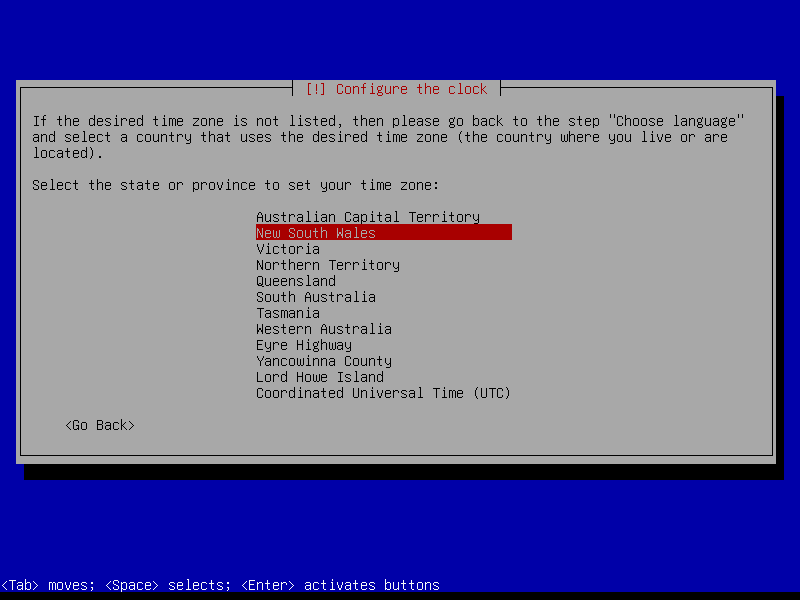 [!] Configure the clock
If the desired time zone is not listed, then please go back to the step "Choose language"
and select a country that uses the desired time zone (the country where you live or are
located).
Select the state or province to set your time zone:
Australian Capital Territory
New South Wales
Victoria
Northern Territory
Queensland
South Australia
Tasmania
Western Australia
Eyre Highway
Yancowinna County
Lord Howe Island
Coordinated Universal Time (UTC)
<Go Back>
<Tab> moves; <Space> selects; <Enter> activates buttons